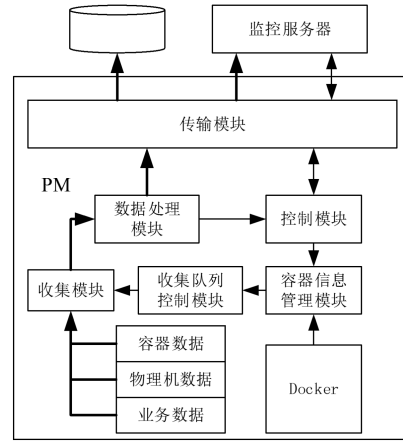 监控服务器
传输模块
PM
数据处理
模块
控制模块
收集模块
收集队列
控制模块
容器信息
管理模块
容器数据
物理机数据
业务数据
Docker